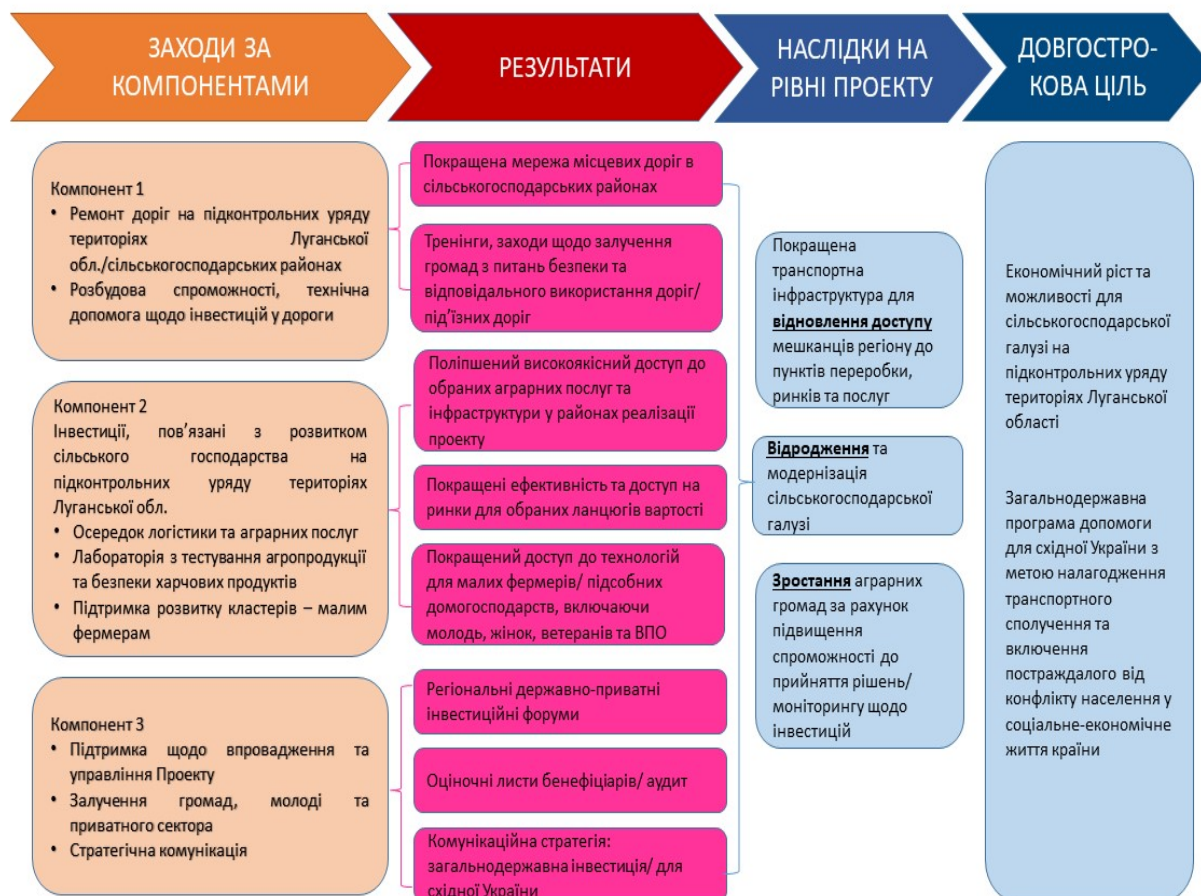 ЗАХОДИ ЗА
КОМПОНЕНТАМИ
РЕЗУЛЬТАТИ
НАСЛІДКИ НА
РІВНІ ПРОЕКТУ
ДОВГОСТРО-
КОВА ЦІЛЬ
Компонент 1
• Ремонт доріг на підконтрольних уряду
територіях Луганської
обл./сільськогосподарських районах
• Розбудова спроможності, технічна
допомога щодо інвестицій у дороги
Компонент 2
Інвестиції, пов’язані з розвитком
сільського господарства на
підконтрольних уряду територіях
Луганської обл.
• Осередок логістики та аграрних послуг
• Лабораторія з тестування агропродукції
та безпеки харчових продуктів
• Підтримка розвитку кластерів – малим
фермерам
Компонент 3
• Підтримка щодо впровадження та
управління Проекту
• Залучення громад, молоді та
приватного сектора
• Стратегічна комунікація
Покращена мережа місцевих доріг в
сільськогосподарських районах
Тренінги, заходи щодо залучення
громад з питань безпеки та
відповідального використання доріг/
під’їзних доріг
Поліпшений високоякісний доступ до
обраних аграрних послуг та
інфраструктури у районах реалізації
проекту
Покращені ефективність та доступ на
ринки для обраних ланцюгів вартості
Покращений доступ до технологій
для малих фермерів/ підсобних
домогосподарств, включаючи
молодь, жінок, ветеранів та ВПО
Регіональні державно-приватні
інвестиційні форуми
Оціночні листи бенефіціарів/ аудит
Комунікаційна стратегія:
загальнодержавна інвестиція/ для
східної України
Покращена
транспортна
інфраструктура для
відновлення доступу
мешканців регіону до
пунктів переробки,
ринків та послуг
Відродження та
модернізація
сільськогосподарської
галузі
Зростання аграрних
громад за рахунок
підвищення
спроможності до
прийняття рішень/
моніторингу щодо
інвестицій
Економічний ріст та
можливості для
сільськогосподарської
галузі на
підконтрольних уряду
територіях Луганської
області
Загальнодержавна
програма допомоги
для східної України з
метою налагодження
транспортного
сполучення та
включення
постраждалого від
конфлікту населення у
соціальне-економічне
життя країни